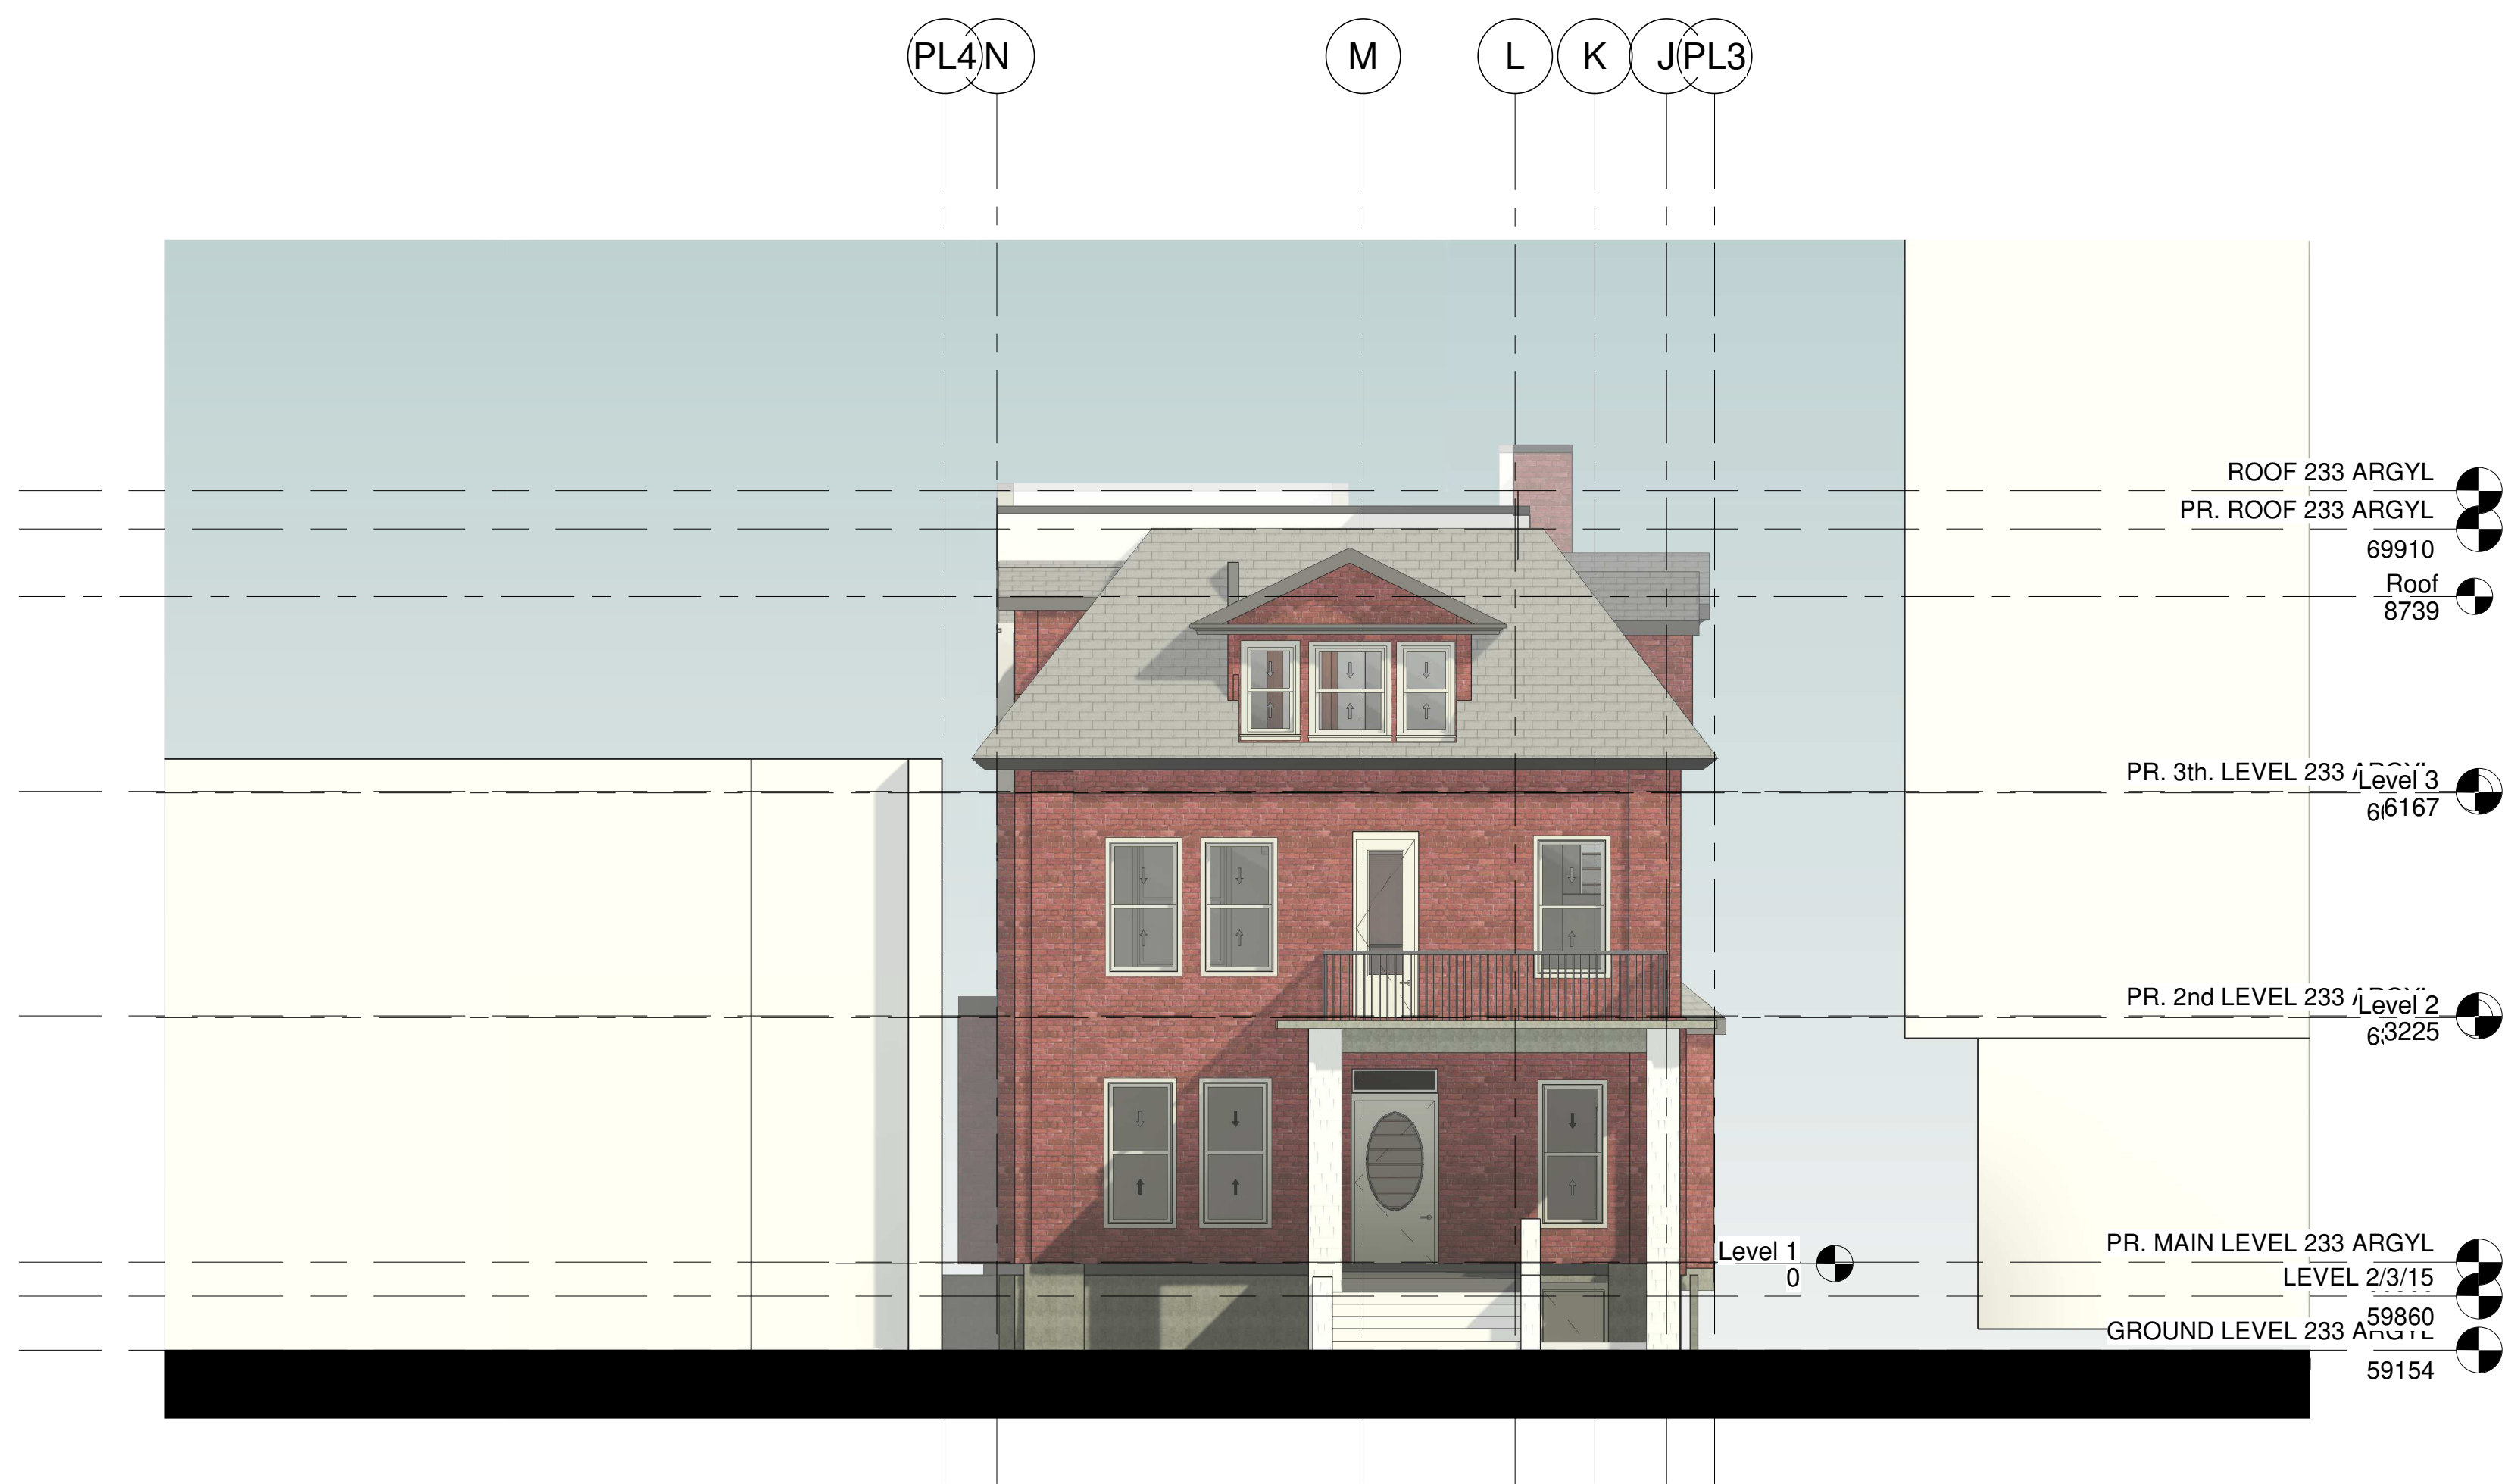 PL4 N M L K J PL3
ROOF 233 ARGYL
PR. ROOF 233 ARGYL
69910
Roof
8739
PR. 3th. LEVEL 233
Level 3
6167
PR. 2nd LEVEL 233
Level 2
3225
PR. MAIN LEVEL 233 ARGYL
Level 1
0
LEVEL 2/3/15
59860
GROUND LEVEL 233 ARGYL
59154